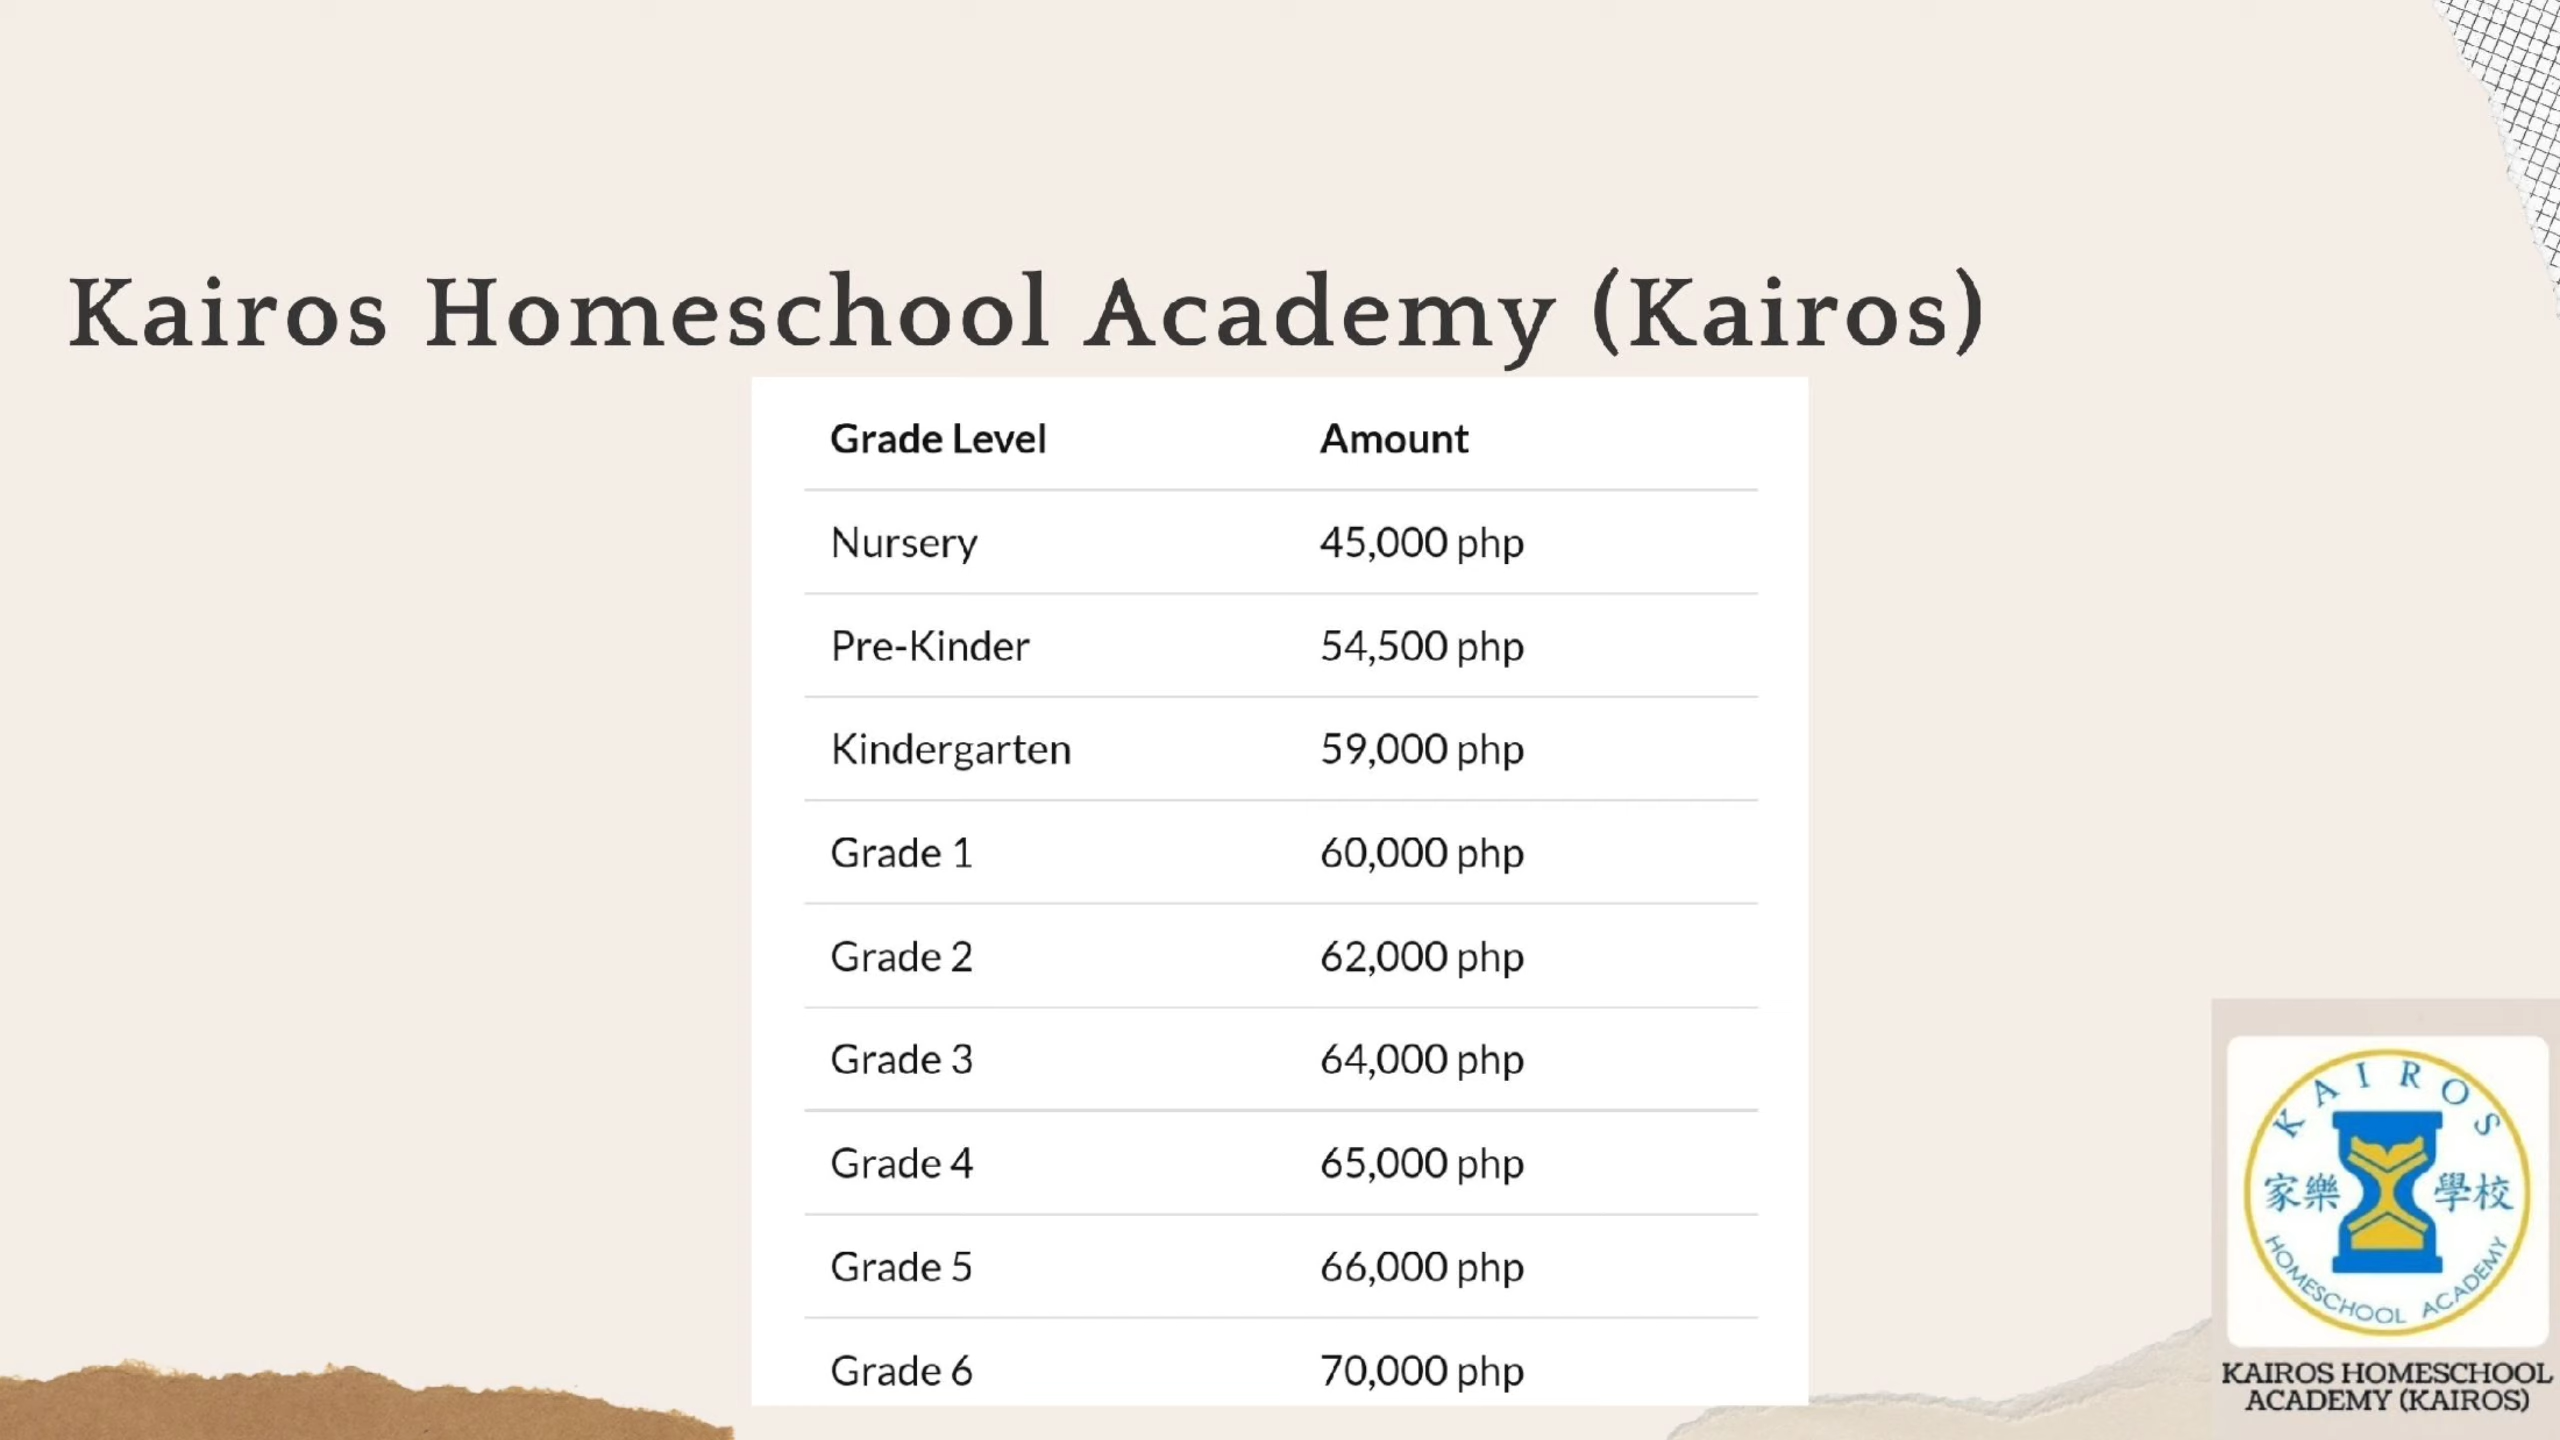 Kairos Homeschool Academy (Kairos)
Grade Level Amount
Nursery 45,000 php
Pre-Kinder 54,500 php
Kindergarten 59,000 php
Grade 1 60,000 php
Grade 2 62,000 php
Grade 3 64,000 php
Grade 4 65,000 php
Grade 5 66,000 php
Grade 6 70,000 php
KAIROS
家樂 學校
HOMESCHOOL ACADEMY
KAIROS HOMESCHOOL
ACADEMY (KAIROS)